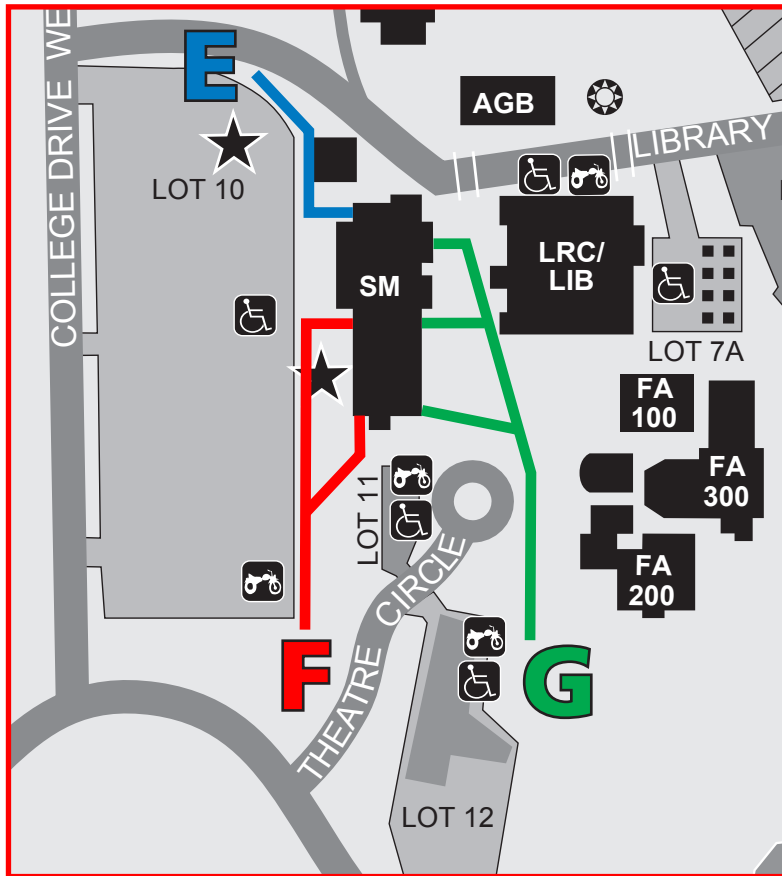 COLLEGE DRIVE WE
E
AGB
LIBRARY
LOT 10
SM
LRC/
LIB
LOT 7A
FA
100
FA
300
LOT 11
FA
200
THEATRE CIRCLE
F
G
LOT 12